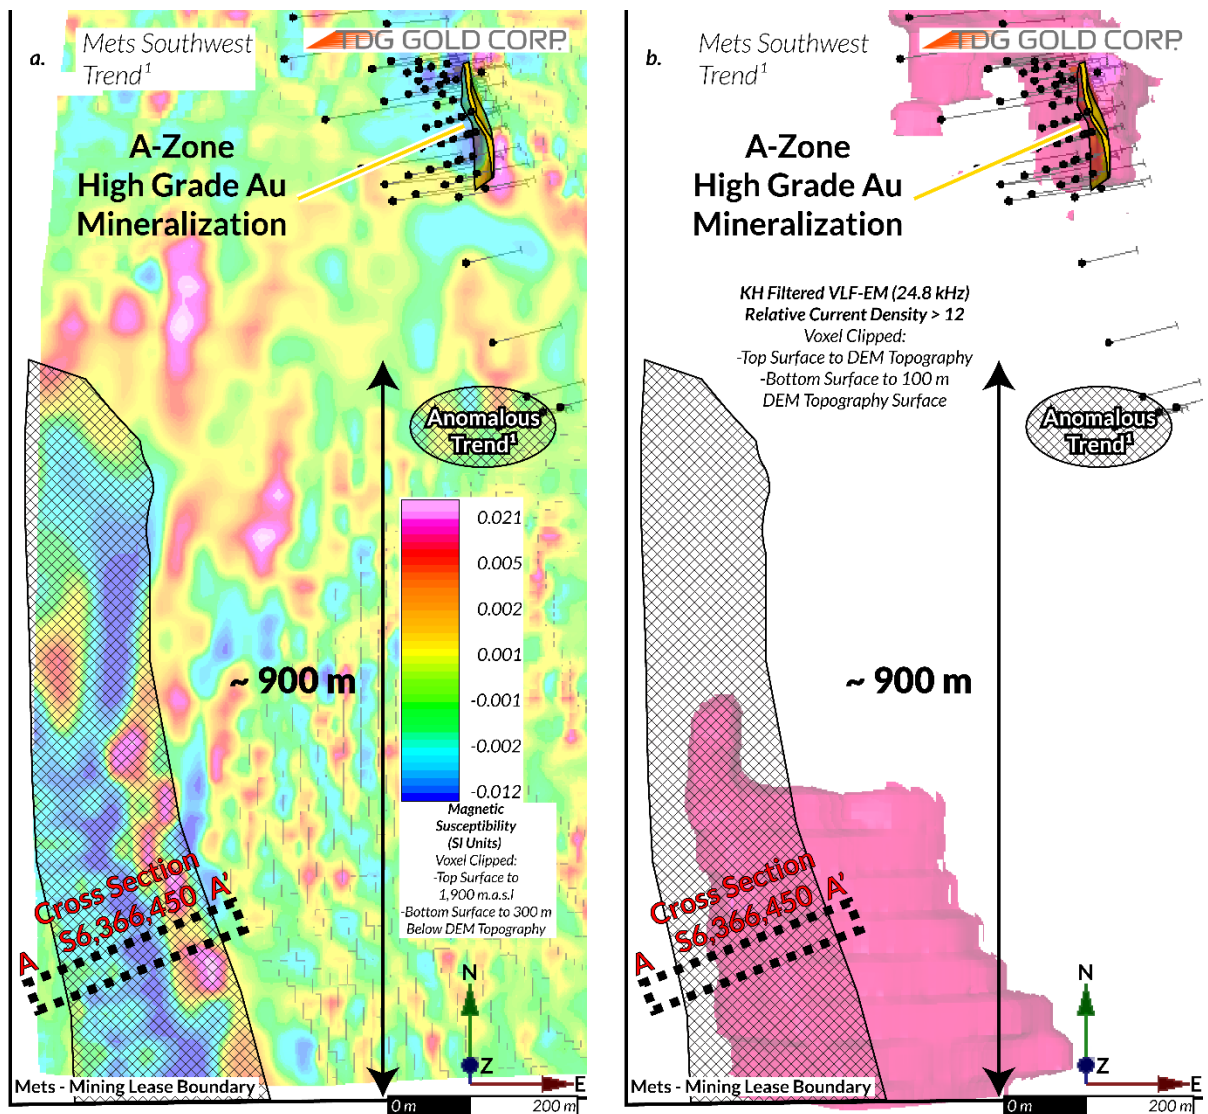 a.
Mets Southwest
Trend¹
TDG GOLD CORP.
A-Zone
High Grade Au
Mineralization
Anomalous
Trend¹
0.021
0.005
0.002
0.001
-0.001
-0.002
-0.012
~ 900 m
Magnetic
Susceptibility
(SI Units)
Voxel Clipped:
-Top Surface to
1,900 m.a.s.l
-Bottom Surface to 300 m
Below DEM Topography
Cross Section
S6,366,450
A
A'
N
Z
E
Mets - Mining Lease Boundary
0 m
200 m
b.
Mets Southwest
Trend¹
TDG GOLD CORP.
A-Zone
High Grade Au
Mineralization
KH Filtered VLF-EM (24.8 kHz)
Relative Current Density > 12
Voxel Clipped:
-Top Surface to DEM Topography
-Bottom Surface to 100 m
DEM Topography Surface
Anomalous
Trend¹
~ 900 m
Cross Section
S6,366,450
A
A'
N
Z
E
Mets - Mining Lease Boundary
0 m
200 m